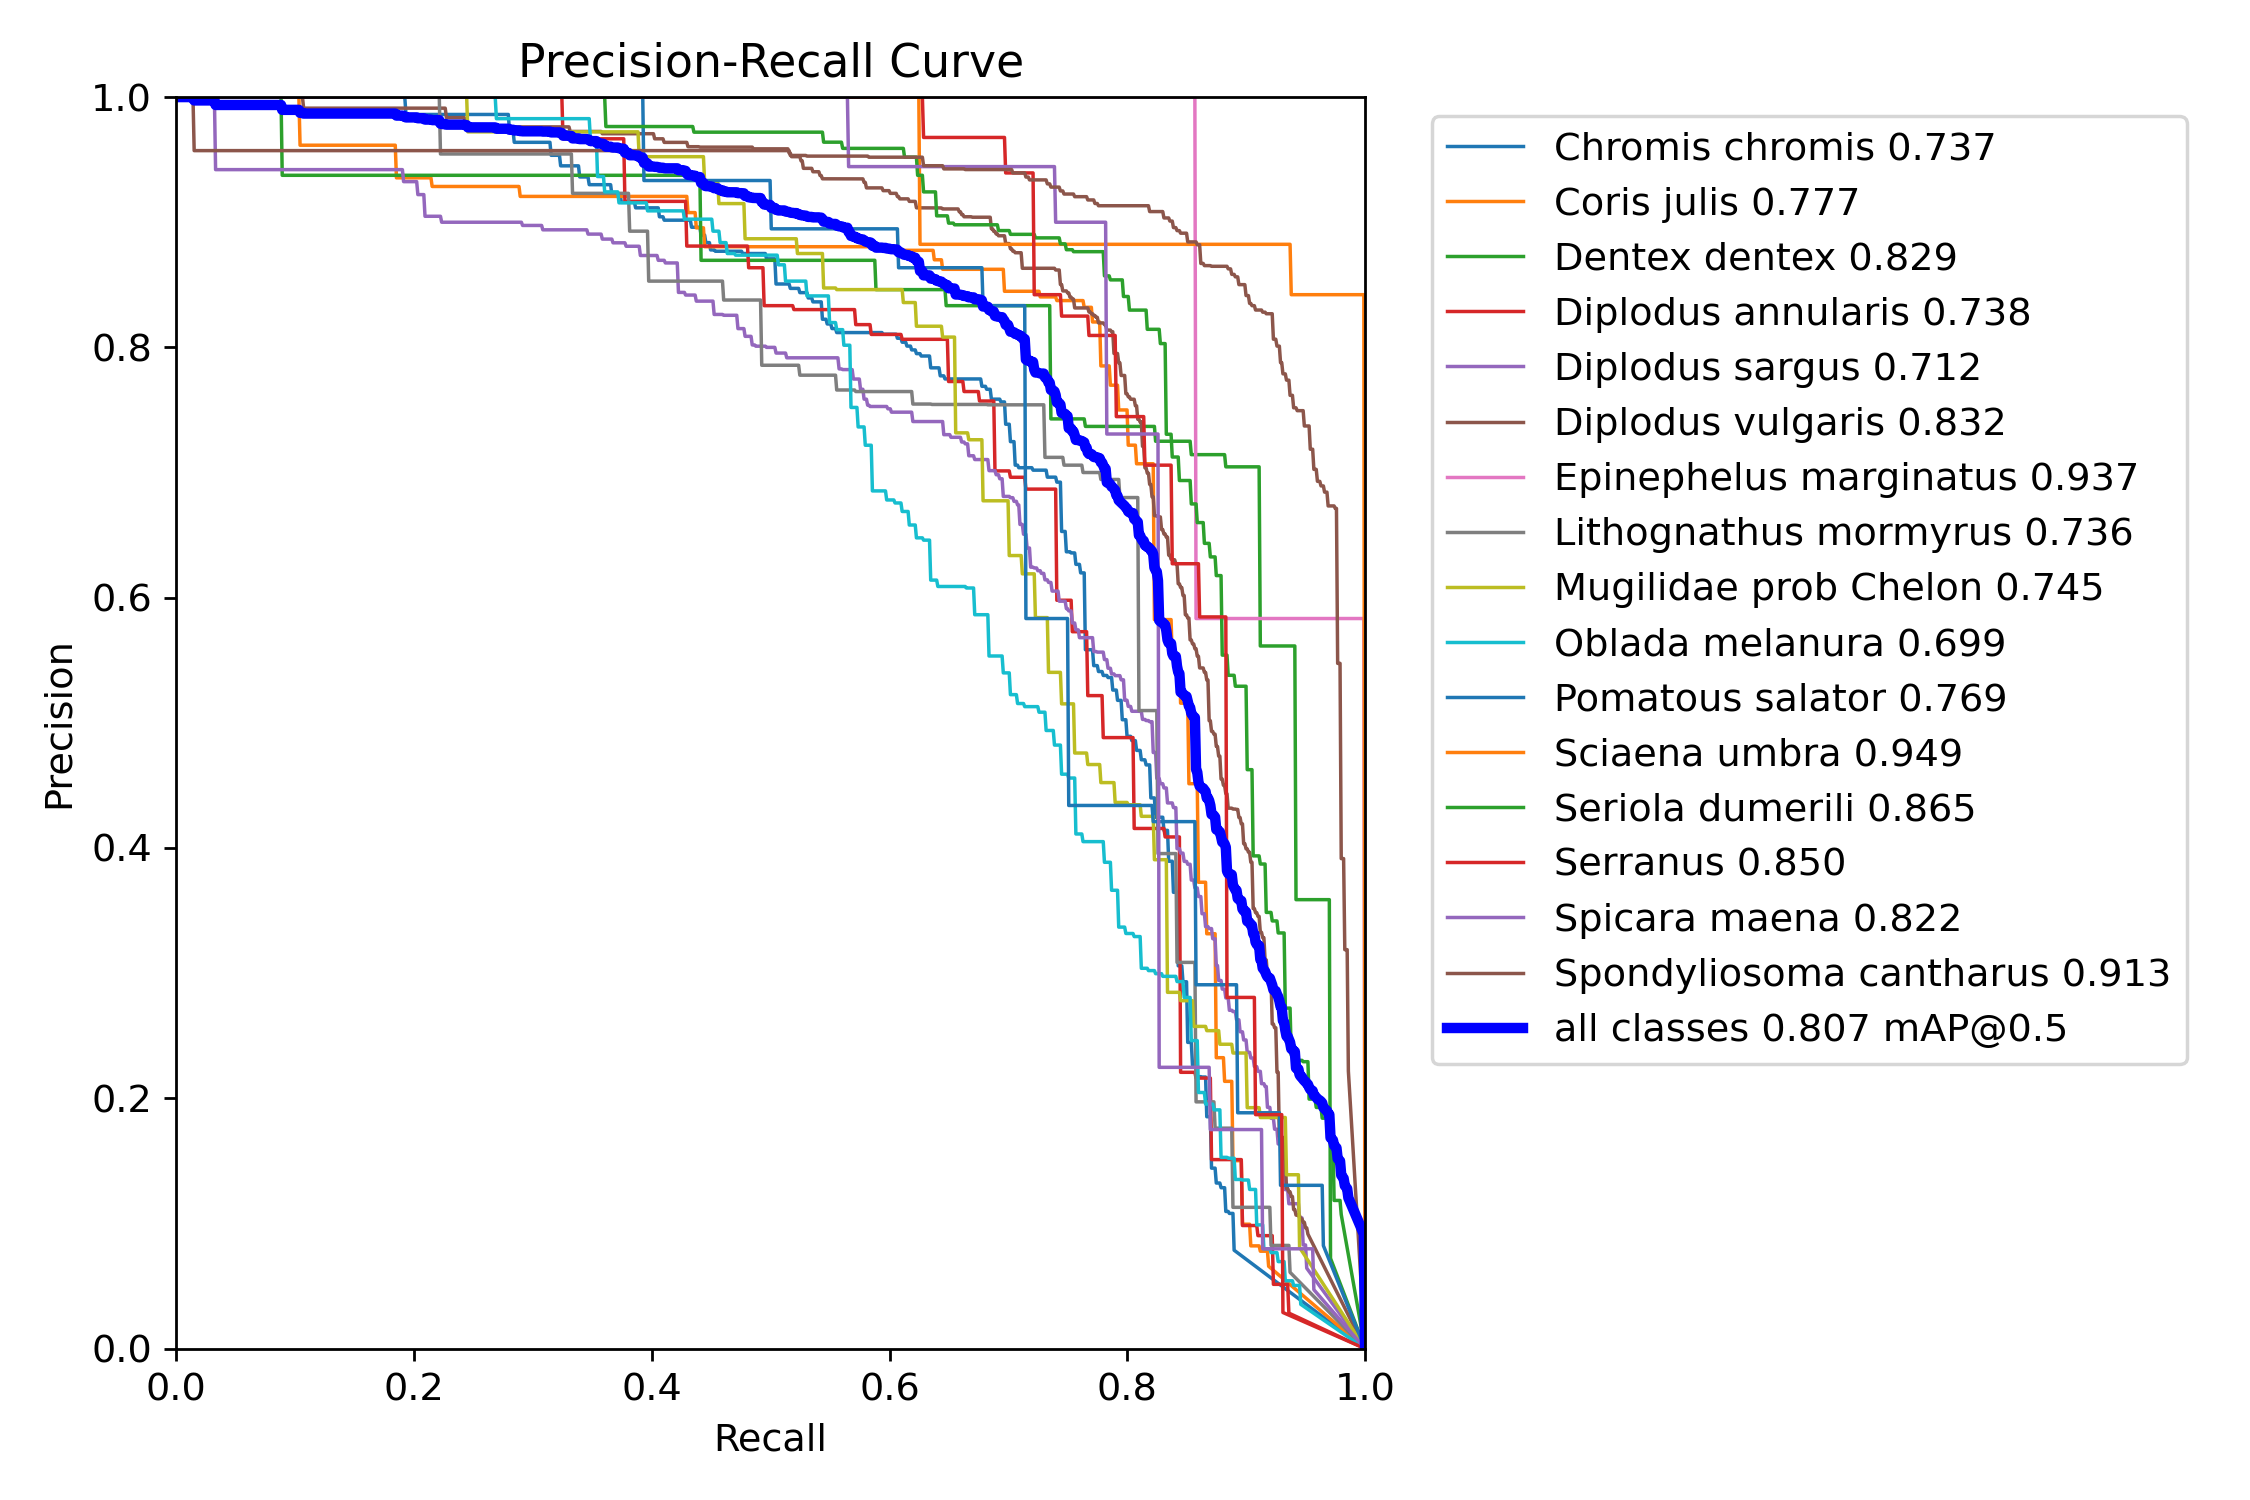 Precision-Recall Curve
1.0
0.8
0.6
0.4
0.2
0.0
Precision
0.0 0.2 0.4 0.6 0.8 1.0
Recall
Chromis chromis 0.737
Coris julis 0.777
Dentex dentex 0.829
Diplodus annularis 0.738
Diplodus sargus 0.712
Diplodus vulgaris 0.832
Epinephelus marginatus 0.937
Lithognathus mormyrus 0.736
Mugilidae prob Chelon 0.745
Oblada melanura 0.699
Pomatous salator 0.769
Sciaena umbra 0.949
Seriola dumerili 0.865
Serranus 0.850
Spicara maena 0.822
Spondyliosoma cantharus 0.913
all classes 0.807 mAP@0.5